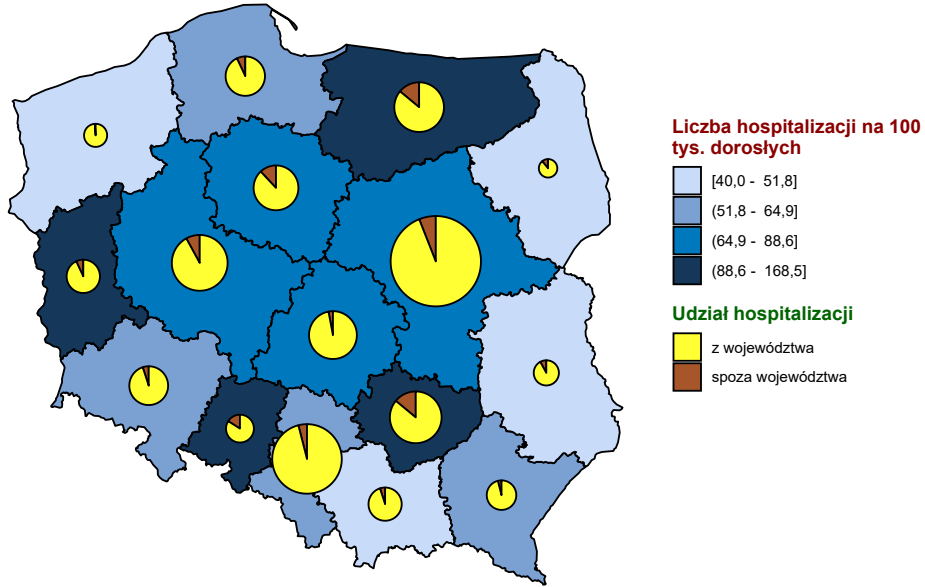 Liczba hospitalizacji na 100
tys. dorosłych
[40,0 - 51,8]
(51,8 - 64,9]
(64,9 - 88,6]
(88,6 - 168,5]
Udział hospitalizacji
z województwa
spoza województwa